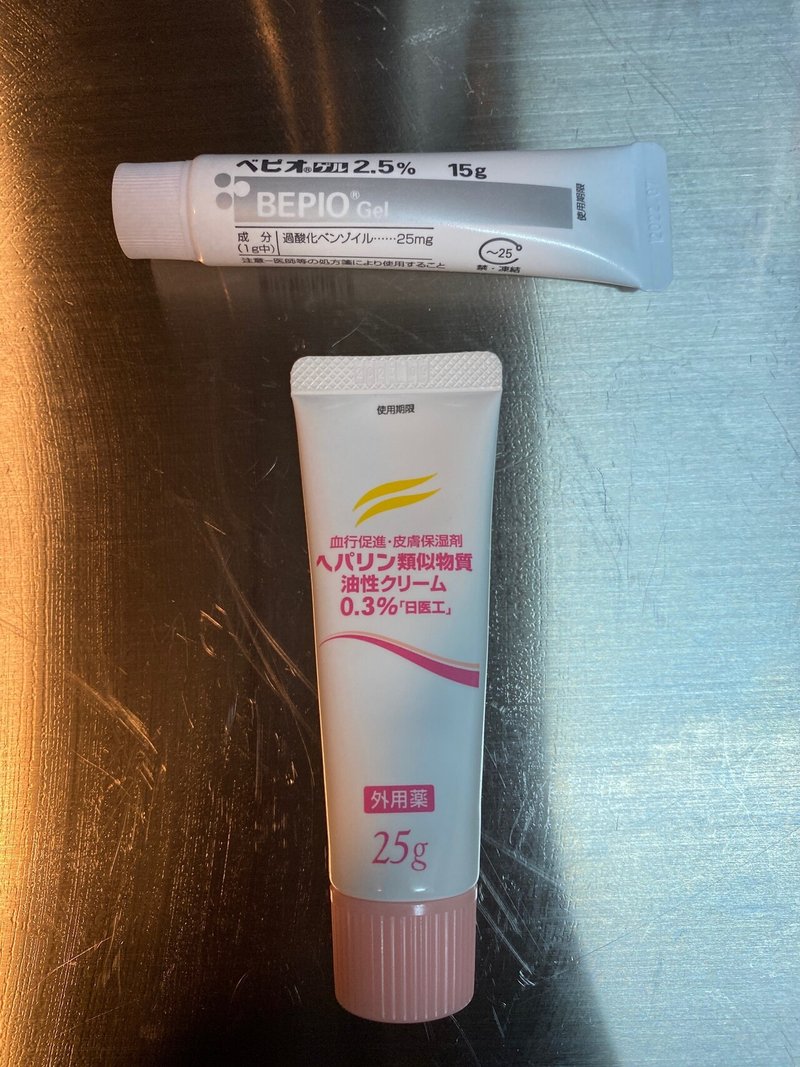 ベピオ®ゲル2.5% 15g
BEPIO® Gel
使用期限
成分(1g中) 過酸化ベンゾイル……25mg
~25°
禁・凍結
注意-医師等の処方箋により使用すること
使用期限
血行促進・皮膚保湿剤
ヘパリン類似物質
油性クリーム
0.3%「日医工」
外用薬
25g